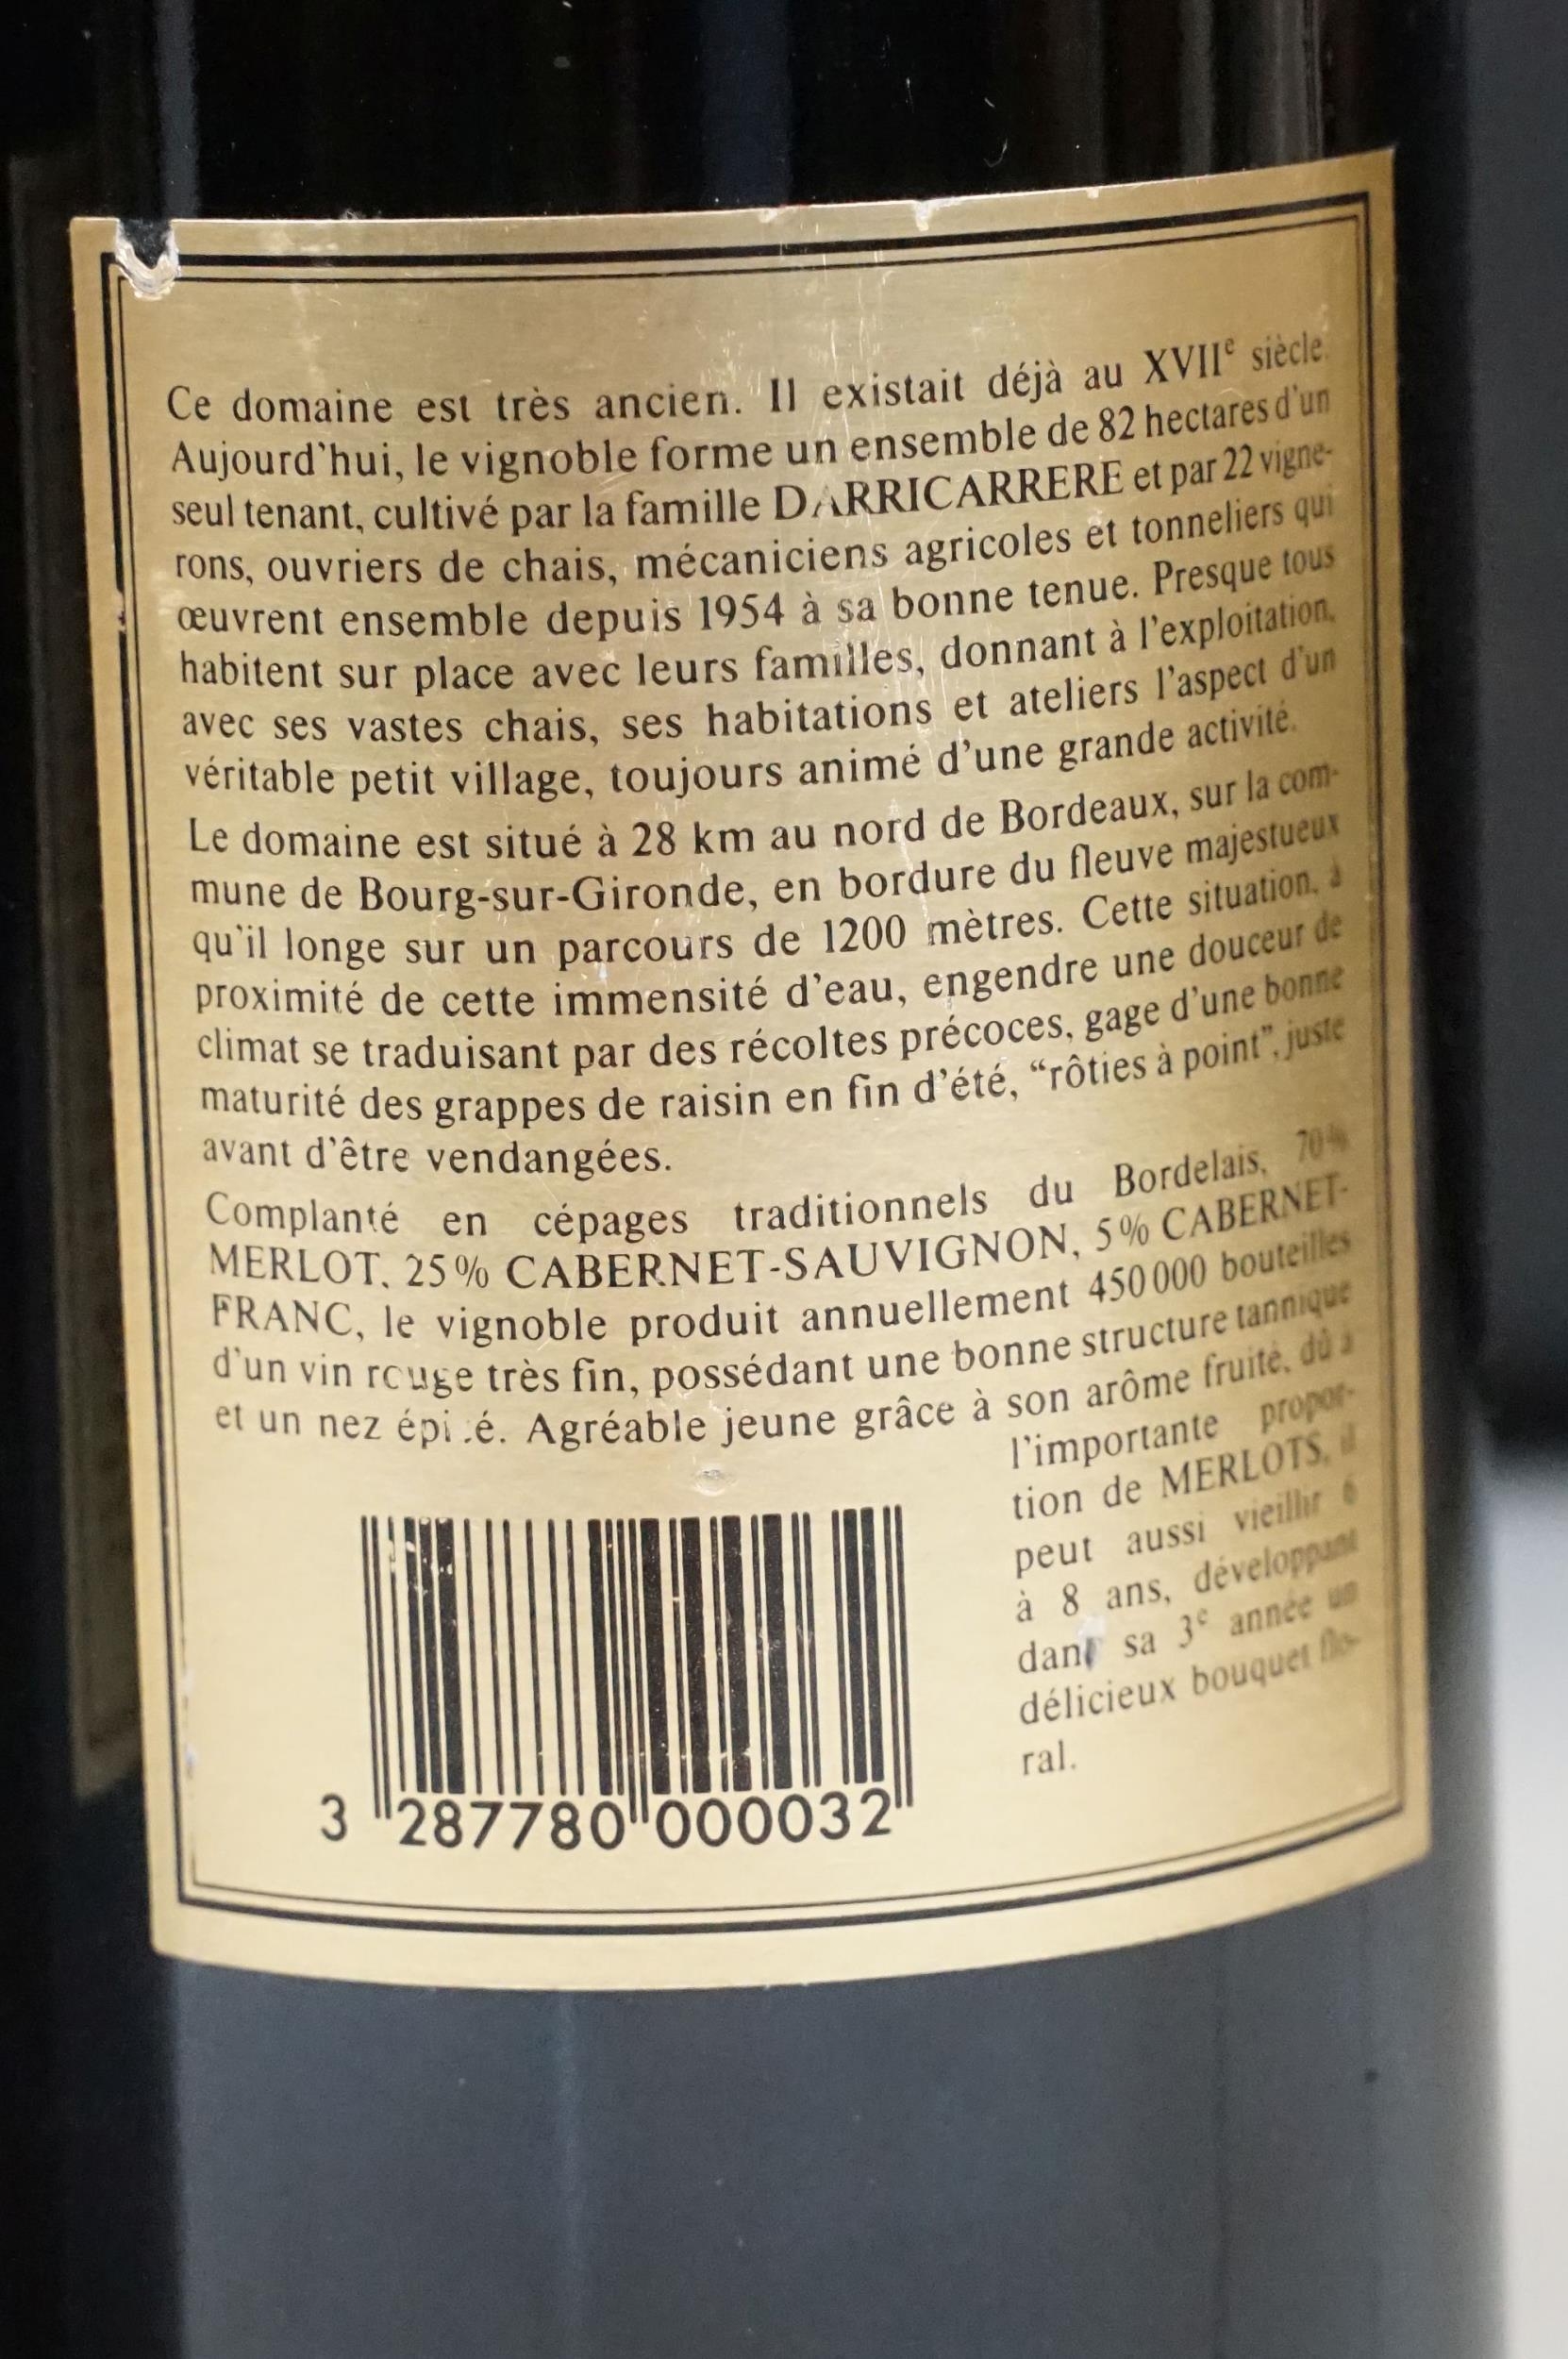 Ce domaine est très ancien. Il existait déjà au XVIIe siècle.
Aujourd'hui, le vignoble forme un ensemble de 82 hectares d'un
seul tenant, cultivé par la famille DARRICARRERE et par 22 vigne-
rons, ouvriers de chais, mécaniciens agricoles et tonneliers qui
œuvrent ensemble depuis 1954 à sa bonne tenue. Presque tous
habitent sur place avec leurs familles, donnant à l'exploitation,
avec ses vastes chais, ses habitations et ateliers l'aspect d'un
véritable petit village, toujours animé d'une grande activité.
Le domaine est situé à 28 km au nord de Bordeaux, sur la com-
mune de Bourg-sur-Gironde, en bordure du fleuve majestueux
qu'il longe sur un parcours de 1200 mètres. Cette situation, à
proximité de cette immensité d'eau, engendre une douceur de
climat se traduisant par des récoltes précoces, gage d'une bonne
maturité des grappes de raisin en fin d'été, “rôties à point”, juste
avant d'être vendangées.
Complanté en cépages traditionnels du Bordelais, 70%
MERLOT, 25% CABERNET-SAUVIGNON, 5% CABERNET-
FRANC, le vignoble produit annuellement 450000 bouteilles
d'un vin rouge très fin, possédant une bonne structure tannique
et un nez épicé. Agréable jeune grâce à son arôme fruité, dû à
l'importante propor-
tion de MERLOTS, il
peut aussi vieillir 6
à 8 ans, développant
dans sa 3e année un
délicieux bouquet flo-
ral.
3 287780 000032